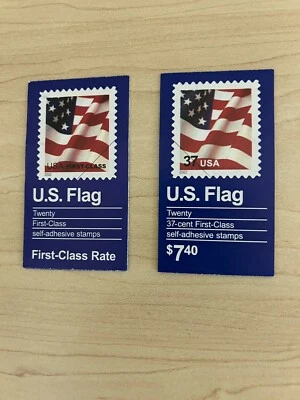 USA FIRST-CLASS
U.S. Flag
Twenty
First-Class
self-adhesive stamps
First-Class Rate
37 USA
U.S. Flag
Twenty
37-cent First-Class
self-adhesive stamps
$7.40